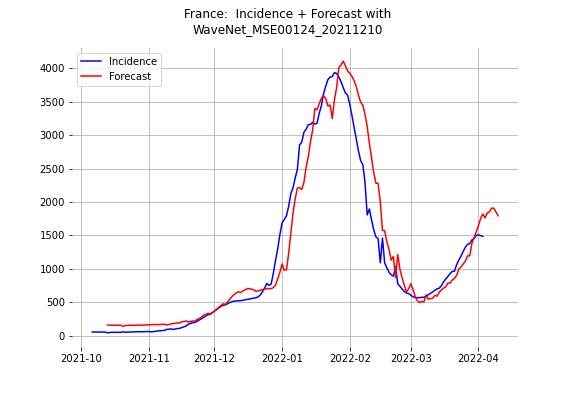 France:  Incidence + Forecast with
WaveNet_MSE00124_20211210
Incidence
Forecast
4000
3500
3000
2500
2000
1500
1000
500
0
2021-10 2021-11 2021-12 2022-01 2022-02 2022-03 2022-04